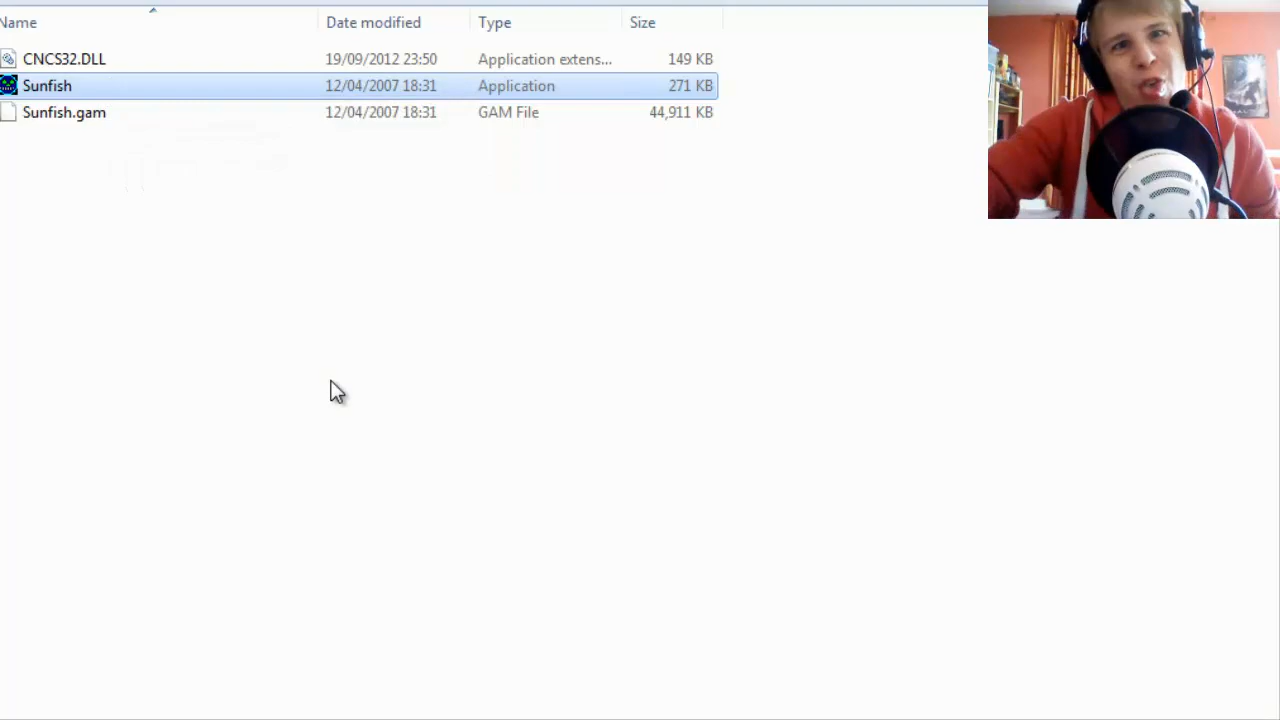 Name Date modified Type Size
CNCS32.DLL 19/09/2012 23:50 Application extens... 149 KB
Sunfish 12/04/2007 18:31 Application 271 KB
Sunfish.gam 12/04/2007 18:31 GAM File 44,911 KB